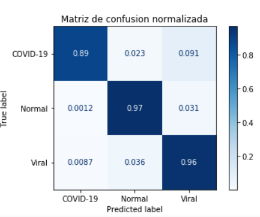 Matriz de confusion normalizada
COVID-19 0.89 0.023 0.091
Normal 0.0012 0.97 0.031
Viral 0.0087 0.036 0.96
True label
COVID-19 Normal Viral
Predicted label
0.8
0.6
0.4
0.2